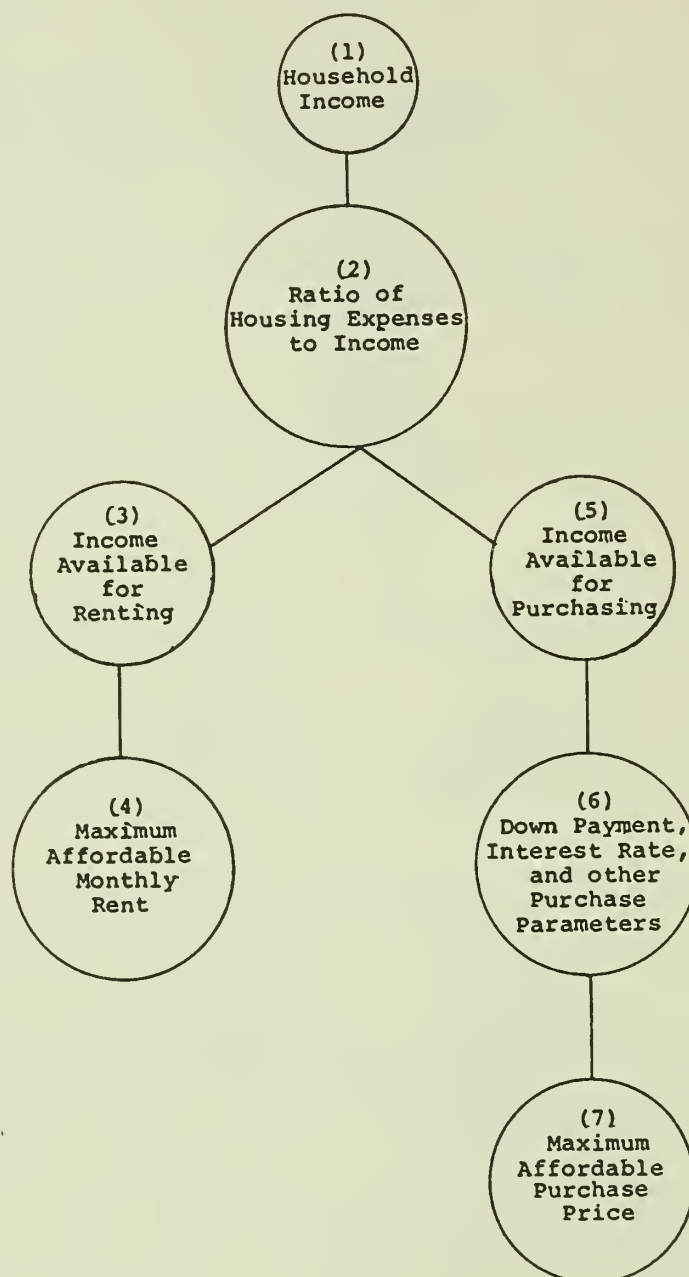 (1)
Household
Income
(2)
Ratio of
Housing Expenses
to Income
(3)
Income
Available
for
Renting
(4)
Maximum
Affordable
Monthly
Rent
(5)
Income
Available
for
Purchasing
(6)
Down Payment,
Interest Rate,
and other
Purchase
Parameters
(7)
Maximum
Affordable
Purchase
Price